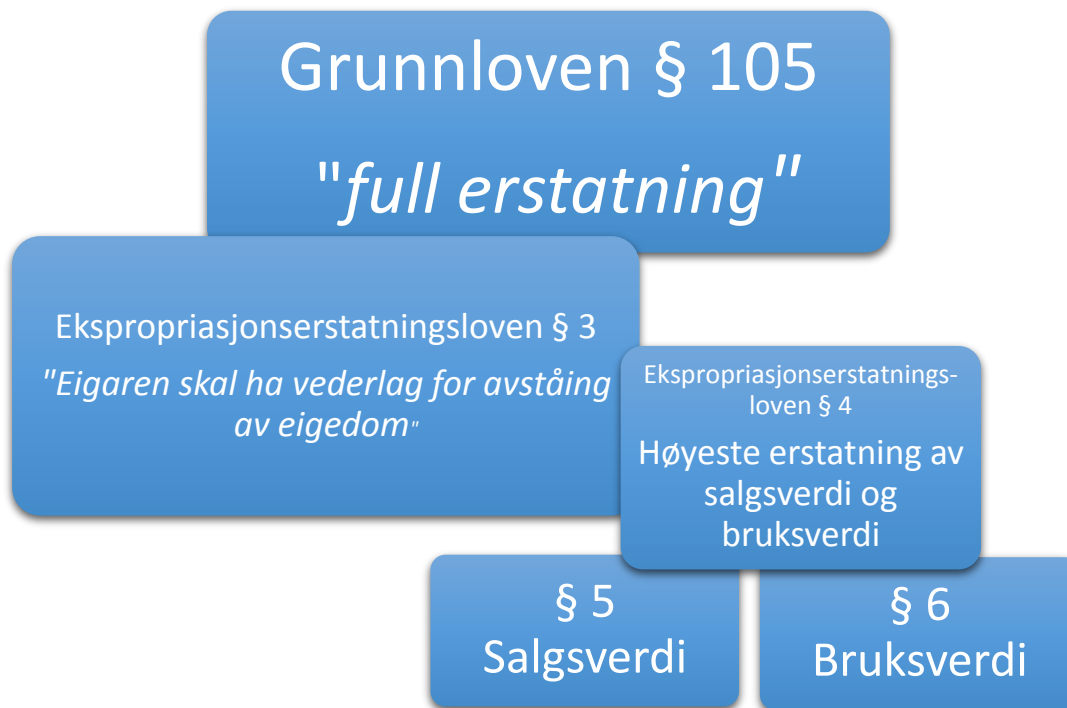 Grunnloven § 105
"full erstatning"
Ekspropriasjonserstatningsloven § 3
"Eigaren skal ha vederlag for avståing
av eigedom"
Ekspropriasjonserstatnings-
loven § 4
Høyeste erstatning av
salgsverdi og
bruksverdi
§ 5
Salgsverdi
§ 6
Bruksverdi